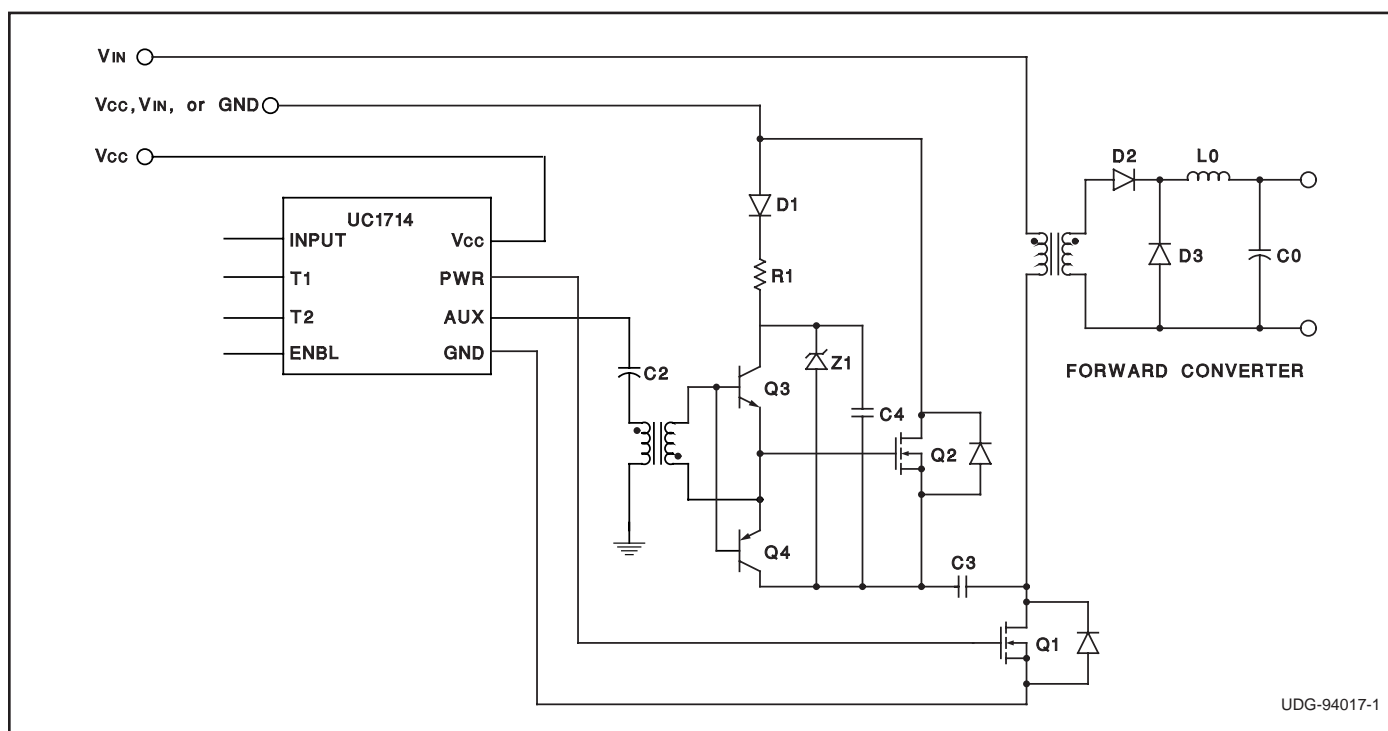 VIN
VCC, VIN, or GND
VCC
UC1714
INPUT
T1
T2
ENBL
VCC
PWR
AUX
GND
C2
D1
R1
Q3
Z1
C4
Q2
Q4
C3
Q1
D2
L0
D3
C0
FORWARD CONVERTER
UDG-94017-1